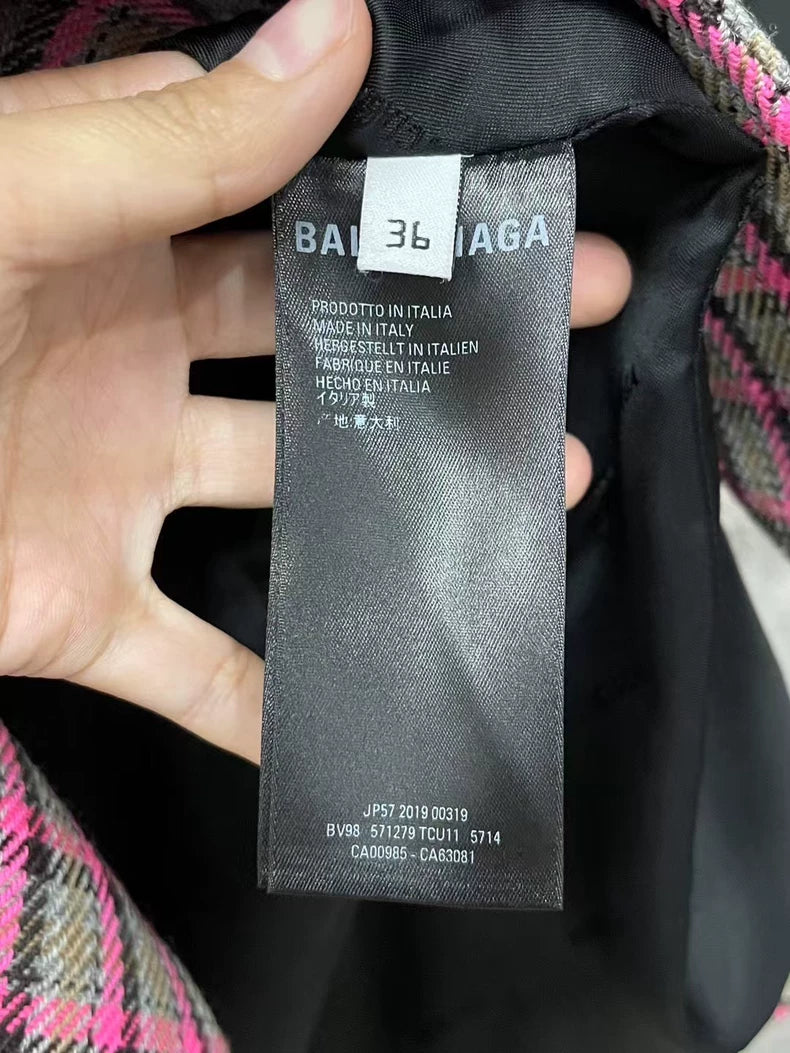 36
BAL NAGA
PRODOTTO IN ITALIA
MADE IN ITALY
HERGESTELLT IN ITALIEN
FABRIQUE EN ITALIE
HECHO EN ITALIA
イタリア製
产地:意大利
JP57 2019 00319
BV98 571279 TCU11 5714
CA00985 - CA63081